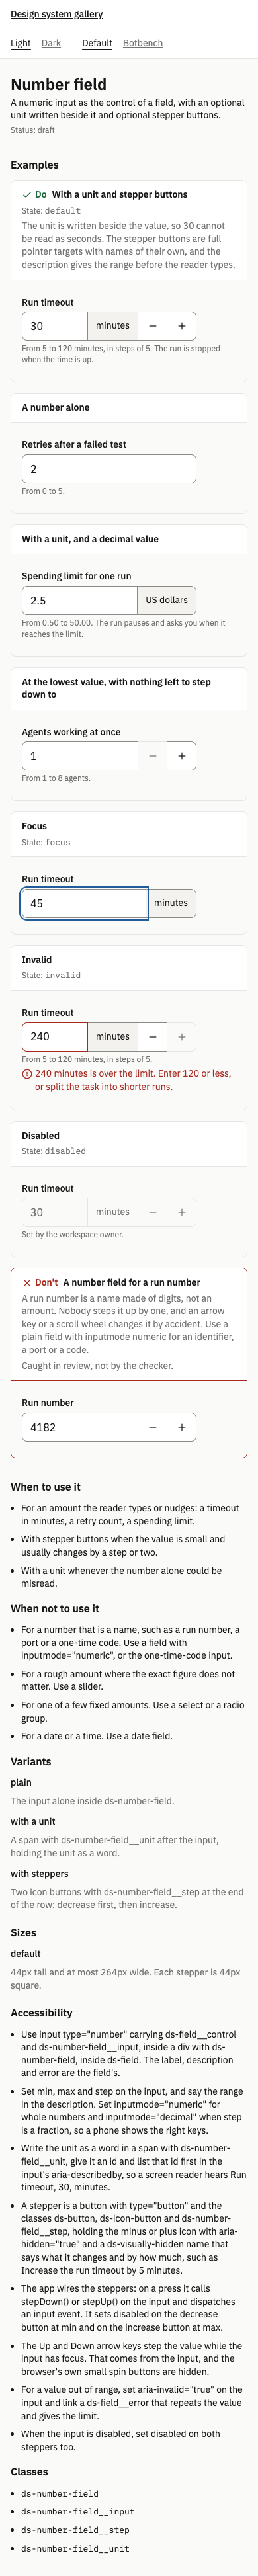 Design system gallery
Light Dark Default Botbench
Number field
A numeric input as the control of a field, with an optional
unit written beside it and optional stepper buttons.
Status: draft
Examples
Do With a unit and stepper buttons
State: default
The unit is written beside the value, so 30 cannot
be read as seconds. The stepper buttons are full
pointer targets with names of their own, and the
description gives the range before the reader types.
Run timeout
30 minutes − +
From 5 to 120 minutes, in steps of 5. The run is stopped
when the time is up.
A number alone
Retries after a failed test
2
From 0 to 5.
With a unit, and a decimal value
Spending limit for one run
2.5 US dollars
From 0.50 to 50.00. The run pauses and asks you when it
reaches the limit.
At the lowest value, with nothing left to step
down to
Agents working at once
1 − +
From 1 to 8 agents.
Focus
State: focus
Run timeout
45 minutes
Invalid
State: invalid
Run timeout
240 minutes − +
From 5 to 120 minutes, in steps of 5.
240 minutes is over the limit. Enter 120 or less,
or split the task into shorter runs.
Disabled
State: disabled
Run timeout
30 minutes − +
Set by the workspace owner.
Don't A number field for a run number
A run number is a name made of digits, not an
amount. Nobody steps it up by one, and an arrow
key or a scroll wheel changes it by accident. Use a
plain field with inputmode numeric for an identifier,
a port or a code.
Caught in review, not by the checker.
Run number
4182 − +
When to use it
• For an amount the reader types or nudges: a timeout
in minutes, a retry count, a spending limit.
• With stepper buttons when the value is small and
usually changes by a step or two.
• With a unit whenever the number alone could be
misread.
When not to use it
• For a number that is a name, such as a run number, a
port or a one-time code. Use a field with
inputmode="numeric", or the one-time-code input.
• For a rough amount where the exact figure does not
matter. Use a slider.
• For one of a few fixed amounts. Use a select or a radio
group.
• For a date or a time. Use a date field.
Variants
plain
The input alone inside ds-number-field.
with a unit
A span with ds-number-field__unit after the input,
holding the unit as a word.
with steppers
Two icon buttons with ds-number-field__step at the end
of the row: decrease first, then increase.
Sizes
default
44px tall and at most 264px wide. Each stepper is 44px
square.
Accessibility
• Use input type="number" carrying ds-field__control
and ds-number-field__input, inside a div with ds-
number-field, inside ds-field. The label, description
and error are the field's.
• Set min, max and step on the input, and say the range
in the description. Set inputmode="numeric" for
whole numbers and inputmode="decimal" when step
is a fraction, so a phone shows the right keys.
• Write the unit as a word in a span with ds-number-
field__unit, give it an id and list that id first in the
input's aria-describedby, so a screen reader hears Run
timeout, 30, minutes.
• A stepper is a button with type="button" and the
classes ds-button, ds-icon-button and ds-number-
field__step, holding the minus or plus icon with aria-
hidden="true" and a ds-visually-hidden name that
says what it changes and by how much, such as
Increase the run timeout by 5 minutes.
• The app wires the steppers: on a press it calls
stepDown() or stepUp() on the input and dispatches
an input event. It sets disabled on the decrease
button at min and on the increase button at max.
• The Up and Down arrow keys step the value while the
input has focus. That comes from the input, and the
browser's own small spin buttons are hidden.
• For a value out of range, set aria-invalid="true" on the
input and link a ds-field__error that repeats the value
and gives the limit.
• When the input is disabled, set disabled on both
steppers too.
Classes
• ds-number-field
• ds-number-field__input
• ds-number-field__step
• ds-number-field__unit